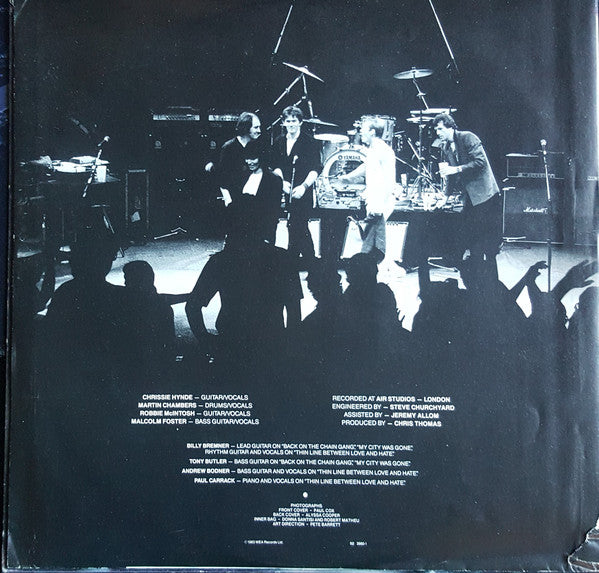 YAMAHA
Marshall
CHRISSIE HYNDE – GUITAR/VOCALS
MARTIN CHAMBERS – DRUMS/VOCALS
ROBBIE McINTOSH – GUITAR/VOCALS
MALCOLM FOSTER – BASS GUITAR/VOCALS
RECORDED AT AIR STUDIOS – LONDON
ENGINEERED BY – STEVE CHURCHYARD
ASSISTED BY – JEREMY ALLOM
PRODUCED BY – CHRIS THOMAS
BILLY BREMNER – LEAD GUITAR ON "BACK ON THE CHAIN GANG", "MY CITY WAS GONE",
RHYTHM GUITAR AND VOCALS ON "THIN LINE BETWEEN LOVE AND HATE".
TONY BUTLER – BASS GUITAR ON "BACK ON THE CHAIN GANG", "MY CITY WAS GONE".
ANDREW BODNER – BASS GUITAR AND VOCALS ON "THIN LINE BETWEEN LOVE AND HATE".
PAUL CARRACK – PIANO AND VOCALS ON "THIN LINE BETWEEN LOVE AND HATE".
PHOTOGRAPHS:
FRONT COVER – PAUL COX
BACK COVER – ALYSSA COOPER
INNER BAG – DONNA SANTISI AND ROBERT MATHEU
ART DIRECTION – PETE BARRETT
© 1983 WEA Records Ltd.